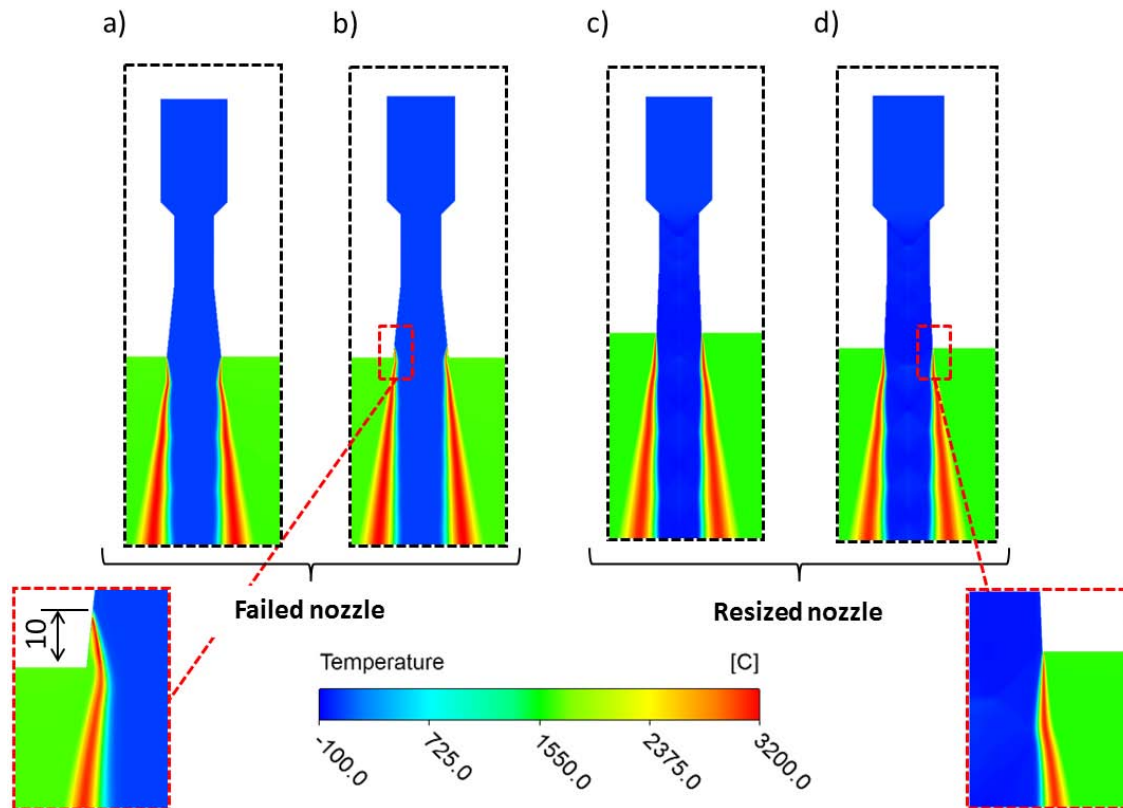 a)
b)
c)
d)
Failed nozzle
Resized nozzle
10
Temperature [C]
-100.0
725.0
1550.0
2375.0
3200.0